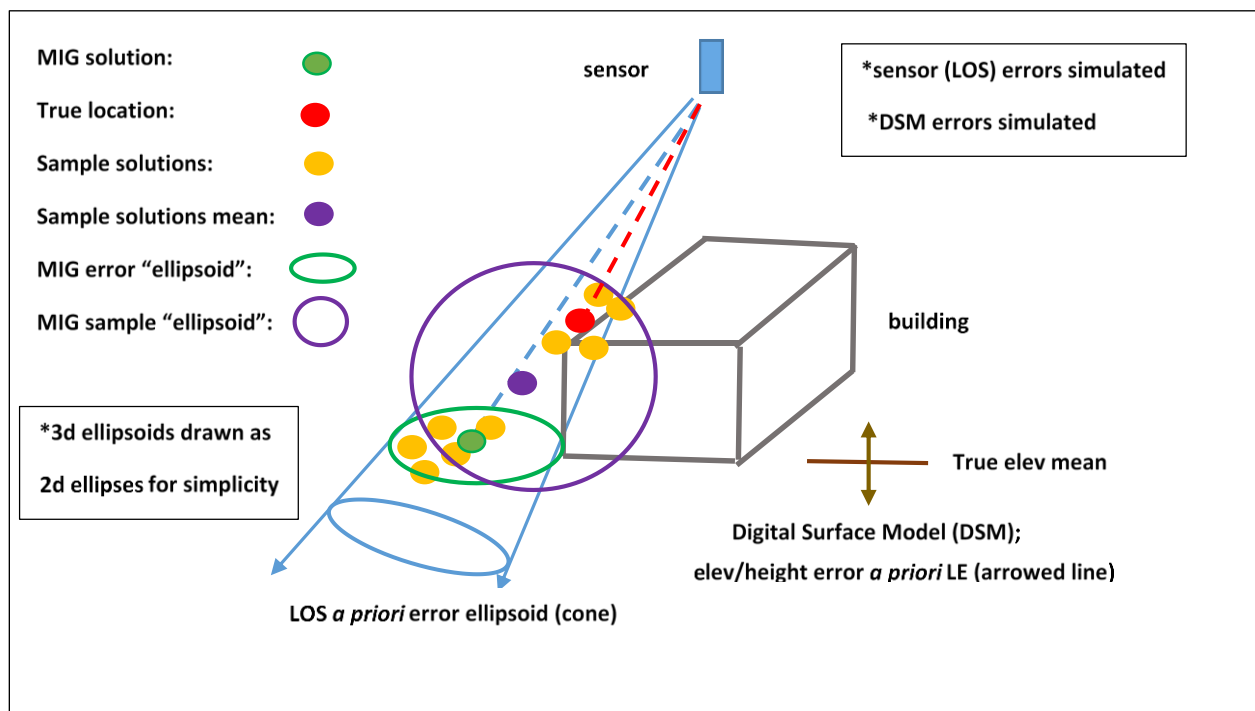 MIG solution:
True location:
Sample solutions:
Sample solutions mean:
MIG error “ellipsoid”:
MIG sample “ellipsoid”:
*3d ellipsoids drawn as
2d ellipses for simplicity
sensor
*sensor (LOS) errors simulated
*DSM errors simulated
building
True elev mean
Digital Surface Model (DSM);
elev/height error a priori LE (arrowed line)
LOS a priori error ellipsoid (cone)